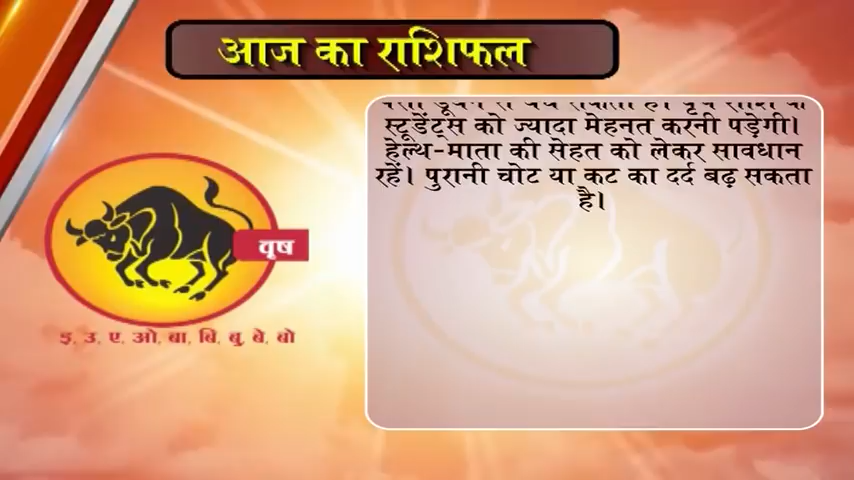 आज का राशिफल
राशि
स्टूडेंट्स को ज्यादा मेहनत करनी पड़ेगी।
हेल्थ-माता की सेहत को लेकर सावधान
रहें। पुरानी चोट या कट का दर्द बढ़ सकता
है।
वृष
इ, उ, ए, ओ, बा, बि, बु, बे, बो